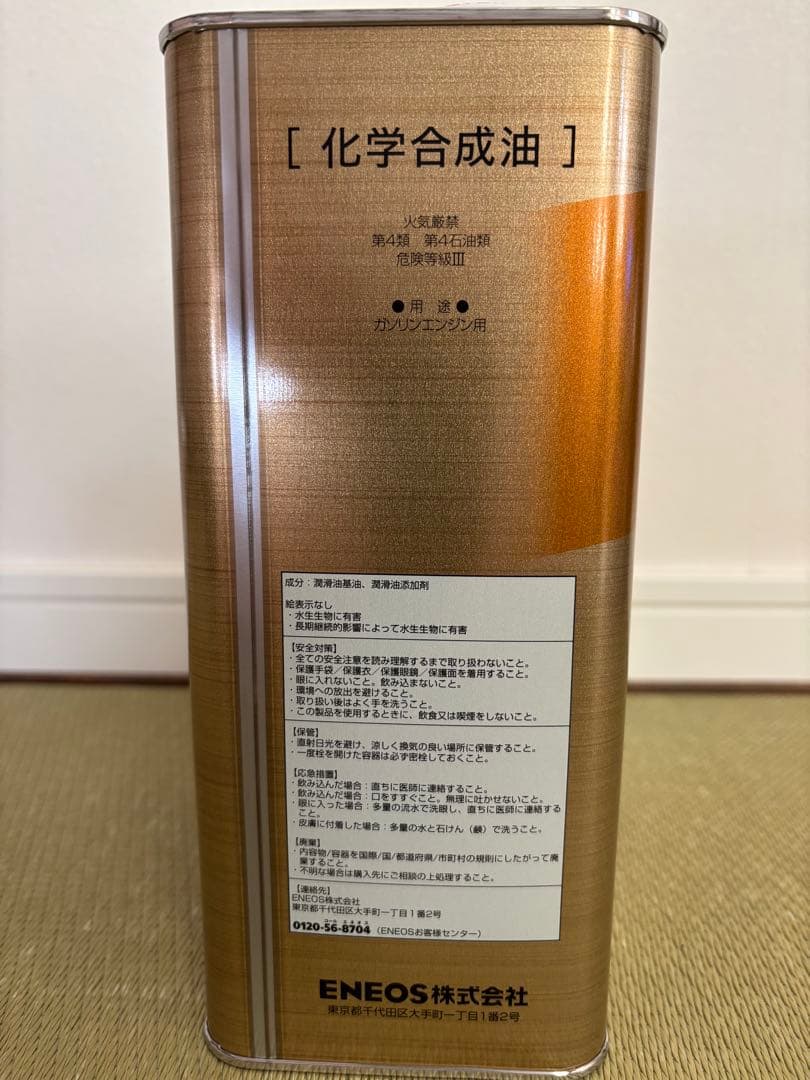 [ 化学合成油 ]
火気厳禁
第4類 第4石油類
危険等級Ⅲ
●用 途●
ガソリンエンジン用
成分：潤滑油基油、潤滑油添加剤
絵表示なし
・水生生物に有害
・長期継続的影響によって水生生物に有害
【安全対策】
・全ての安全注意を読み理解するまで取り扱わないこと。
・保護手袋／保護衣／保護眼鏡／保護面を着用すること。
・眼に入れないこと。飲み込まないこと。
・環境への放出を避けること。
・取り扱い後はよく手を洗うこと。
・この製品を使用するときに、飲食又は喫煙をしないこと。
【保管】
・直射日光を避け、涼しく換気の良い場所に保管すること。
・一度栓を開けた容器は必ず密栓しておくこと。
【応急措置】
・飲み込んだ場合：直ちに医師に連絡すること。
・飲み込んだ場合：口をすすぐこと。無理に吐かせないこと。
・眼に入った場合：多量の流水で洗眼し、直ちに医師に連絡する
こと。
・皮膚に付着した場合：多量の水と石けん（鹸）で洗うこと。
【廃棄】
・内容物/容器を国際/国/都道府県/市町村の規則にしたがって廃
棄すること。
・不明な場合は購入先にご相談の上処理すること。
【連絡先】
ENEOS株式会社
東京都千代田区大手町一丁目1番2号
コール エネオス
0120-56-8704（ENEOSお客様センター）
ENEOS株式会社
東京都千代田区大手町一丁目1番2号